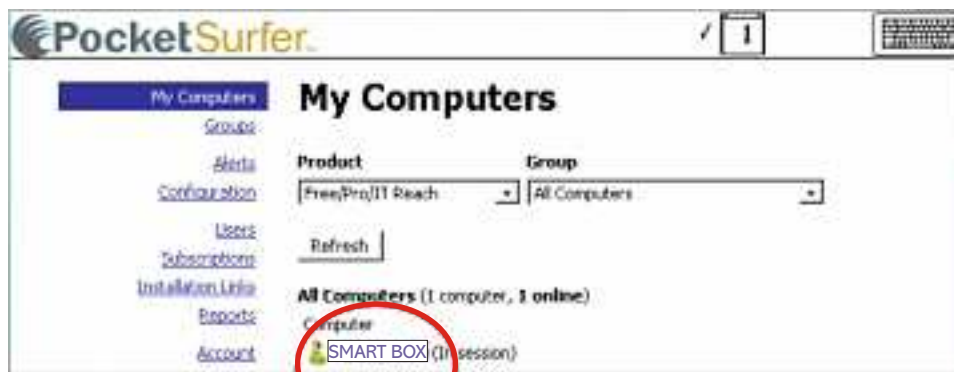 PocketSurfer
1
My Computers
Groups
Alerts
Configuration
Users
Subscriptions
Installation Links
Reports
Account
My Computers
Product Group
Free/Pro/IT Reach All Computers
Refresh
All Computers (1 computer, 1 online)
Computer
SMART BOX (In session)